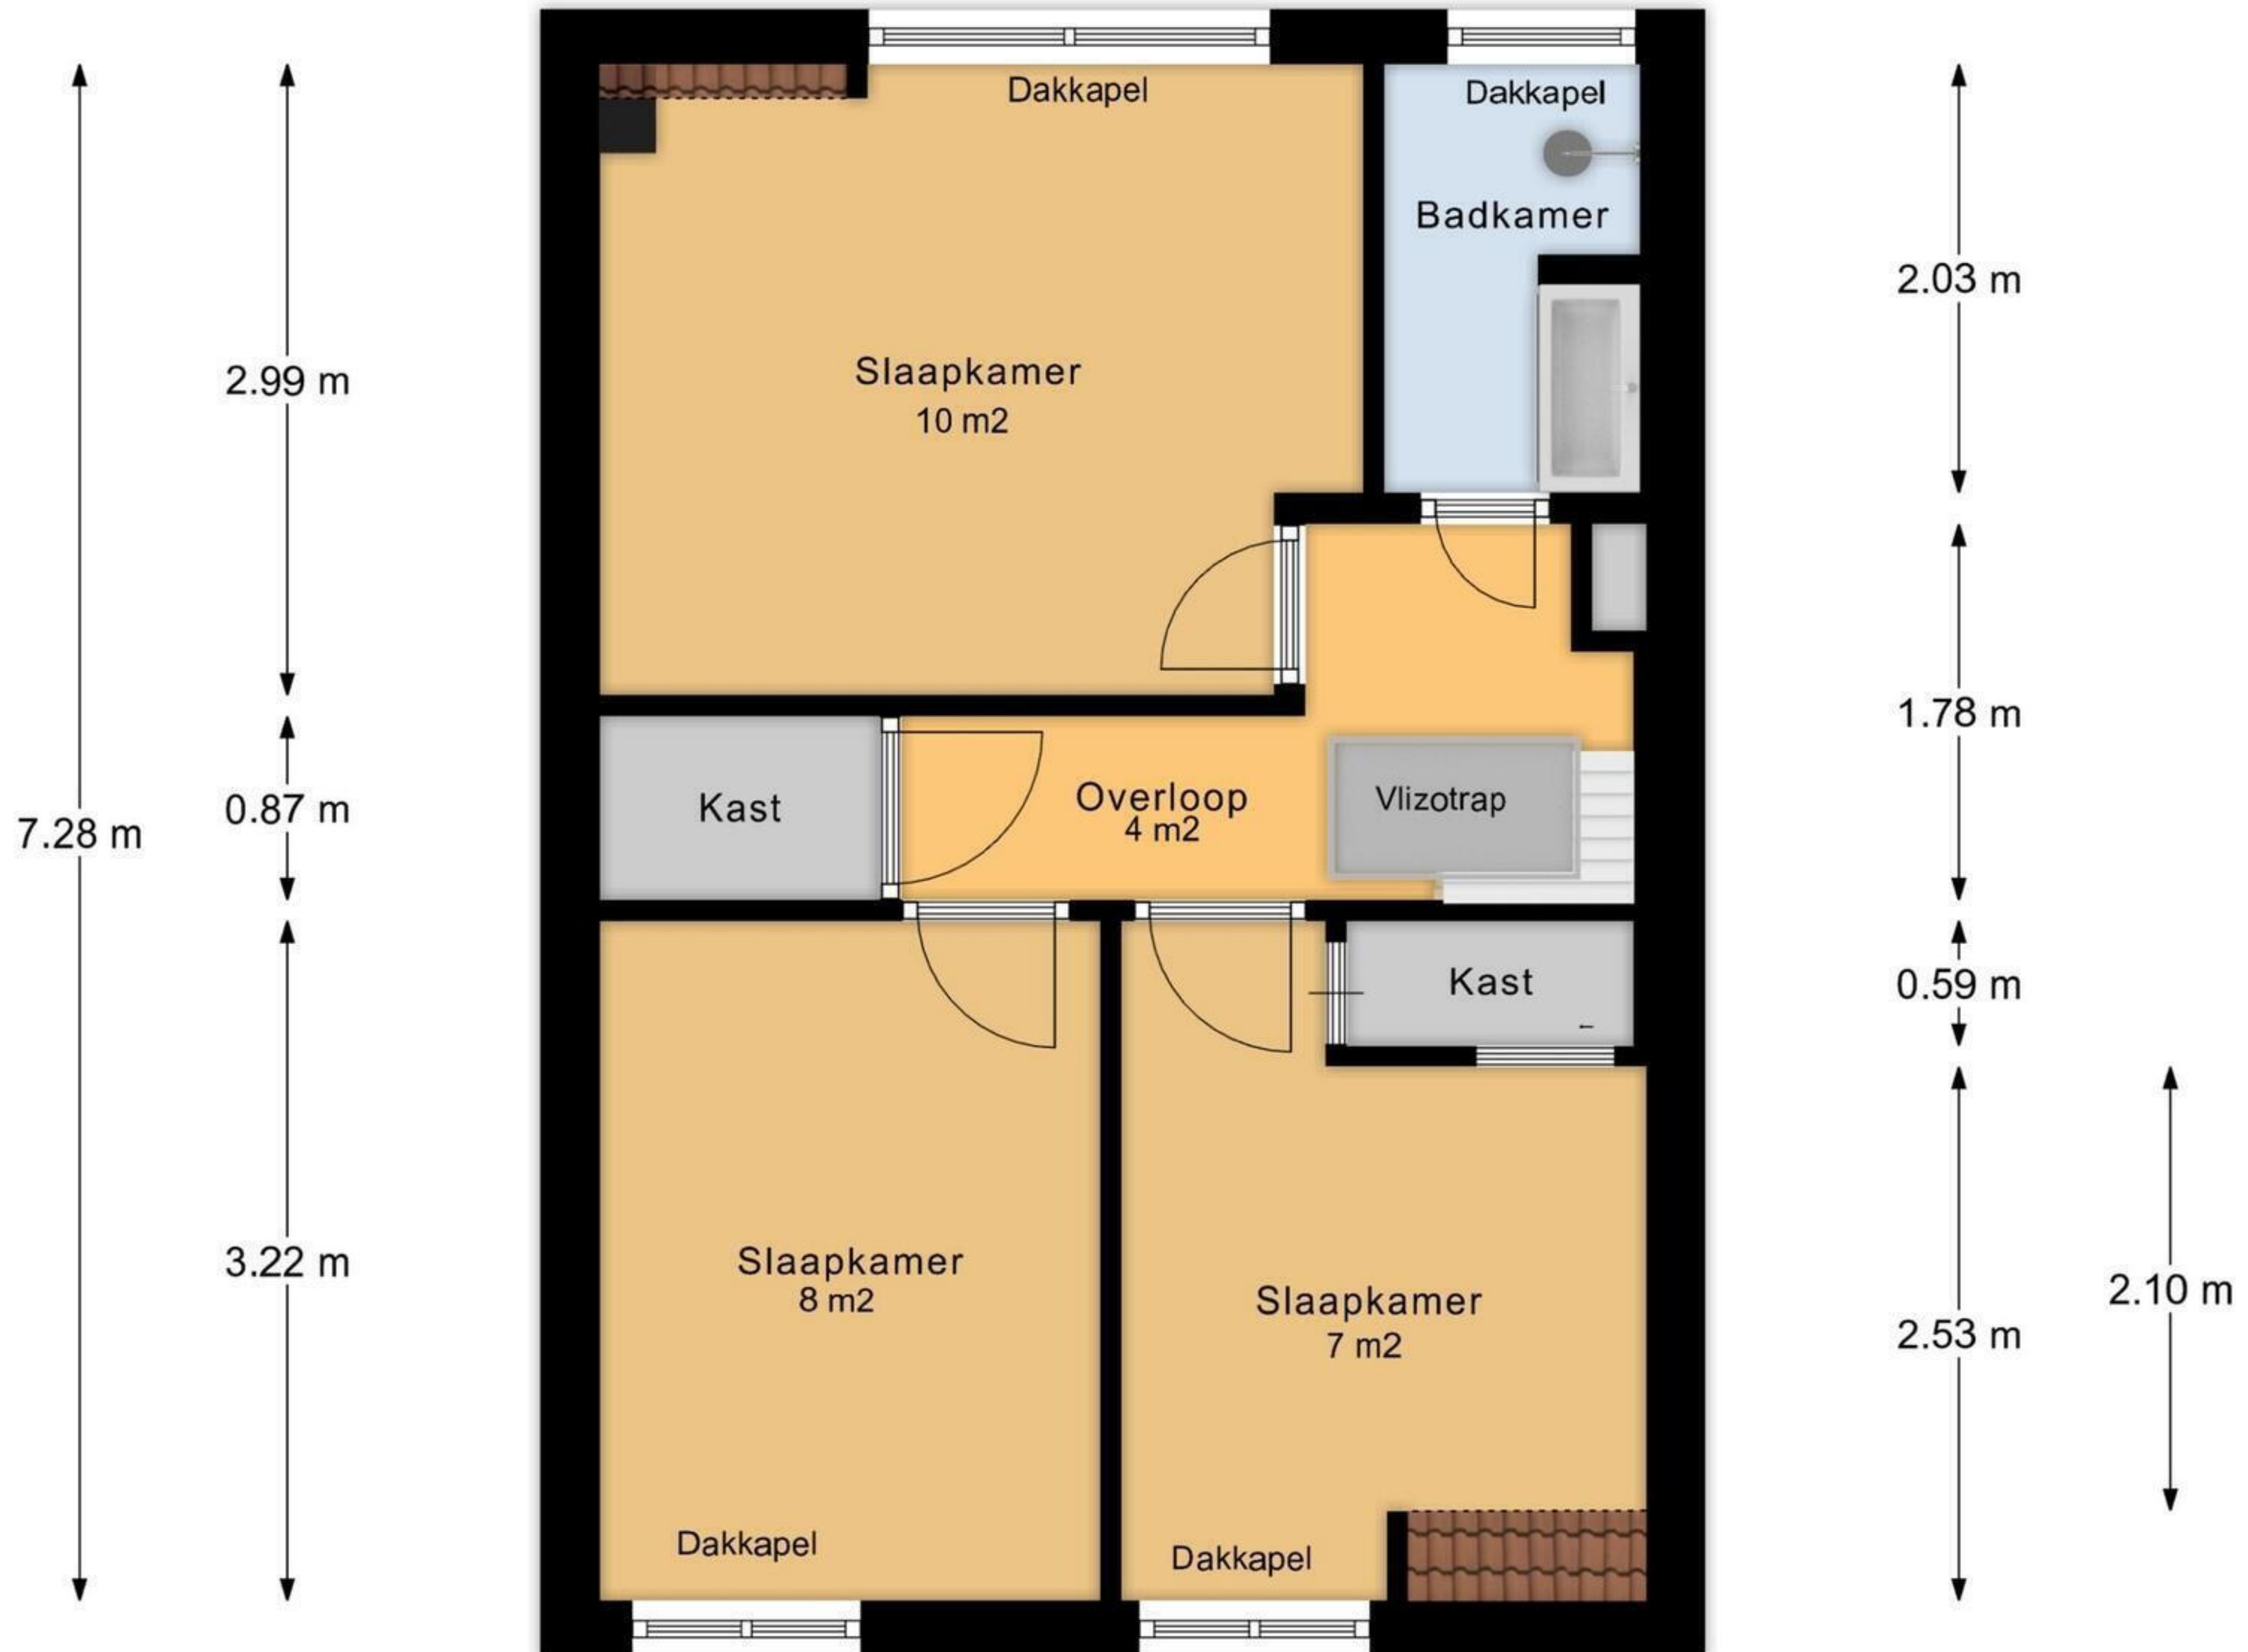 Dakkapel
Dakkapel
Badkamer
2.03 m
2.99 m
Slaapkamer
10 m2
1.78 m
Kast
Overloop
4 m2
Vlizotrap
0.87 m
7.28 m
Kast
0.59 m
3.22 m
Slaapkamer
8 m2
Slaapkamer
7 m2
2.10 m
2.53 m
Dakkapel
Dakkapel